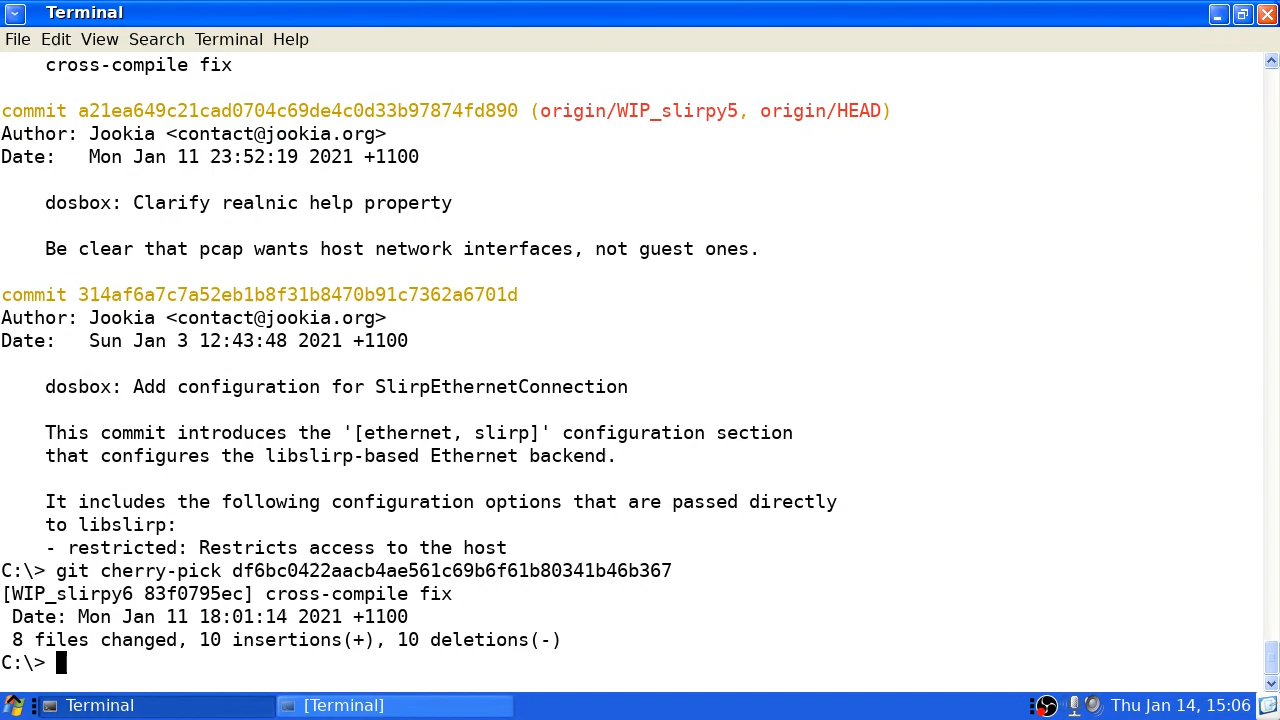 Terminal
File Edit View Search Terminal Help
cross-compile fix
commit a21ea649c21cad0704c69de4c0d33b97874fd890 (origin/WIP_slirpy5, origin/HEAD)
Author: Jookia <contact@jookia.org>
Date:   Mon Jan 11 23:52:19 2021 +1100
dosbox: Clarify realnic help property
Be clear that pcap wants host network interfaces, not guest ones.
commit 314af6a7c7a52eb1b8f31b8470b91c7362a6701d
Author: Jookia <contact@jookia.org>
Date:   Sun Jan 3 12:43:48 2021 +1100
dosbox: Add configuration for SlirpEthernetConnection
This commit introduces the '[ethernet, slirp]' configuration section
that configures the libslirp-based Ethernet backend.
It includes the following configuration options that are passed directly
to libslirp:
- restricted: Restricts access to the host
C:\> git cherry-pick df6bc0422aacb4ae561c69b6f61b80341b46b367
[WIP_slirpy6 83f0795ec] cross-compile fix
Date: Mon Jan 11 18:01:14 2021 +1100
8 files changed, 10 insertions(+), 10 deletions(-)
C:\>
Terminal [Terminal] Thu Jan 14, 15:06